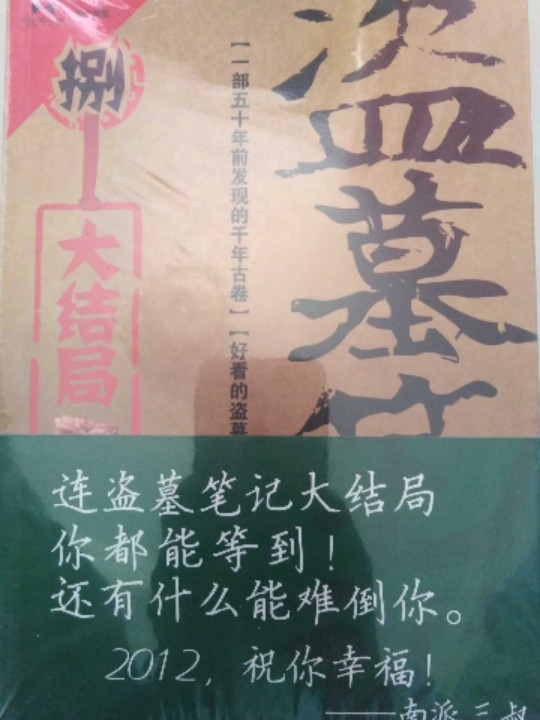 盗墓
捌
大结局
【一部五十年前发现的千年古卷】【好看的盗墓
连盗墓笔记大结局
你都能等到！
还有什么能难倒你。
2012，祝你幸福！
——南派三叔